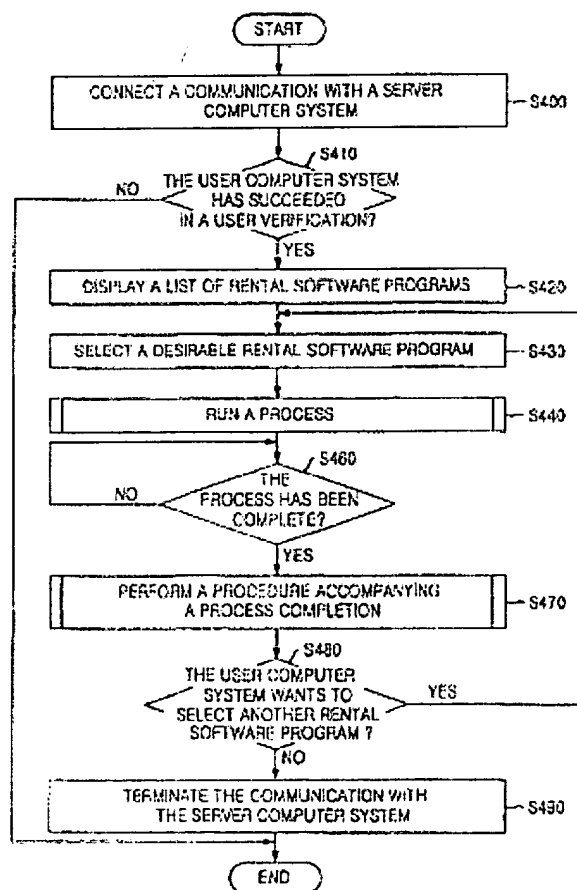 START
CONNECT A COMMUNICATION WITH A SERVER
COMPUTER SYSTEM
S400
S410
NO
THE USER COMPUTER SYSTEM
HAS SUCCEEDED
IN A USER VERIFICATION?
YES
DISPLAY A LIST OF RENTAL SOFTWARE PROGRAMS
S420
SELECT A DESIRABLE RENTAL SOFTWARE PROGRAM
S430
RUN A PROCESS
S440
S460
NO
THE
PROCESS HAS BEEN
COMPLETE?
YES
PERFORM A PROCEDURE ACCOMPANYING
A PROCESS COMPLETION
S470
S480
THE USER COMPUTER
SYSTEM WANTS TO
SELECT ANOTHER RENTAL
SOFTWARE PROGRAM ?
YES
NO
TERMINATE THE COMMUNICATION WITH
THE SERVER COMPUTER SYSTEM
S490
END